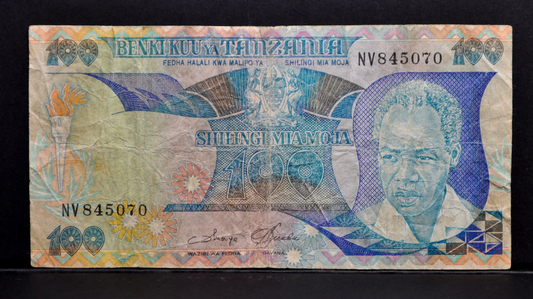 100 BENKI KUU YA TANZANIA 100
FEDHA HALALI KWA MALIPO YA SHILINGI MIA MOJA
NV845070
SHILINGI MIA MOJA
100
NV845070
100
WAZIRI WA FEDHA GAVANA